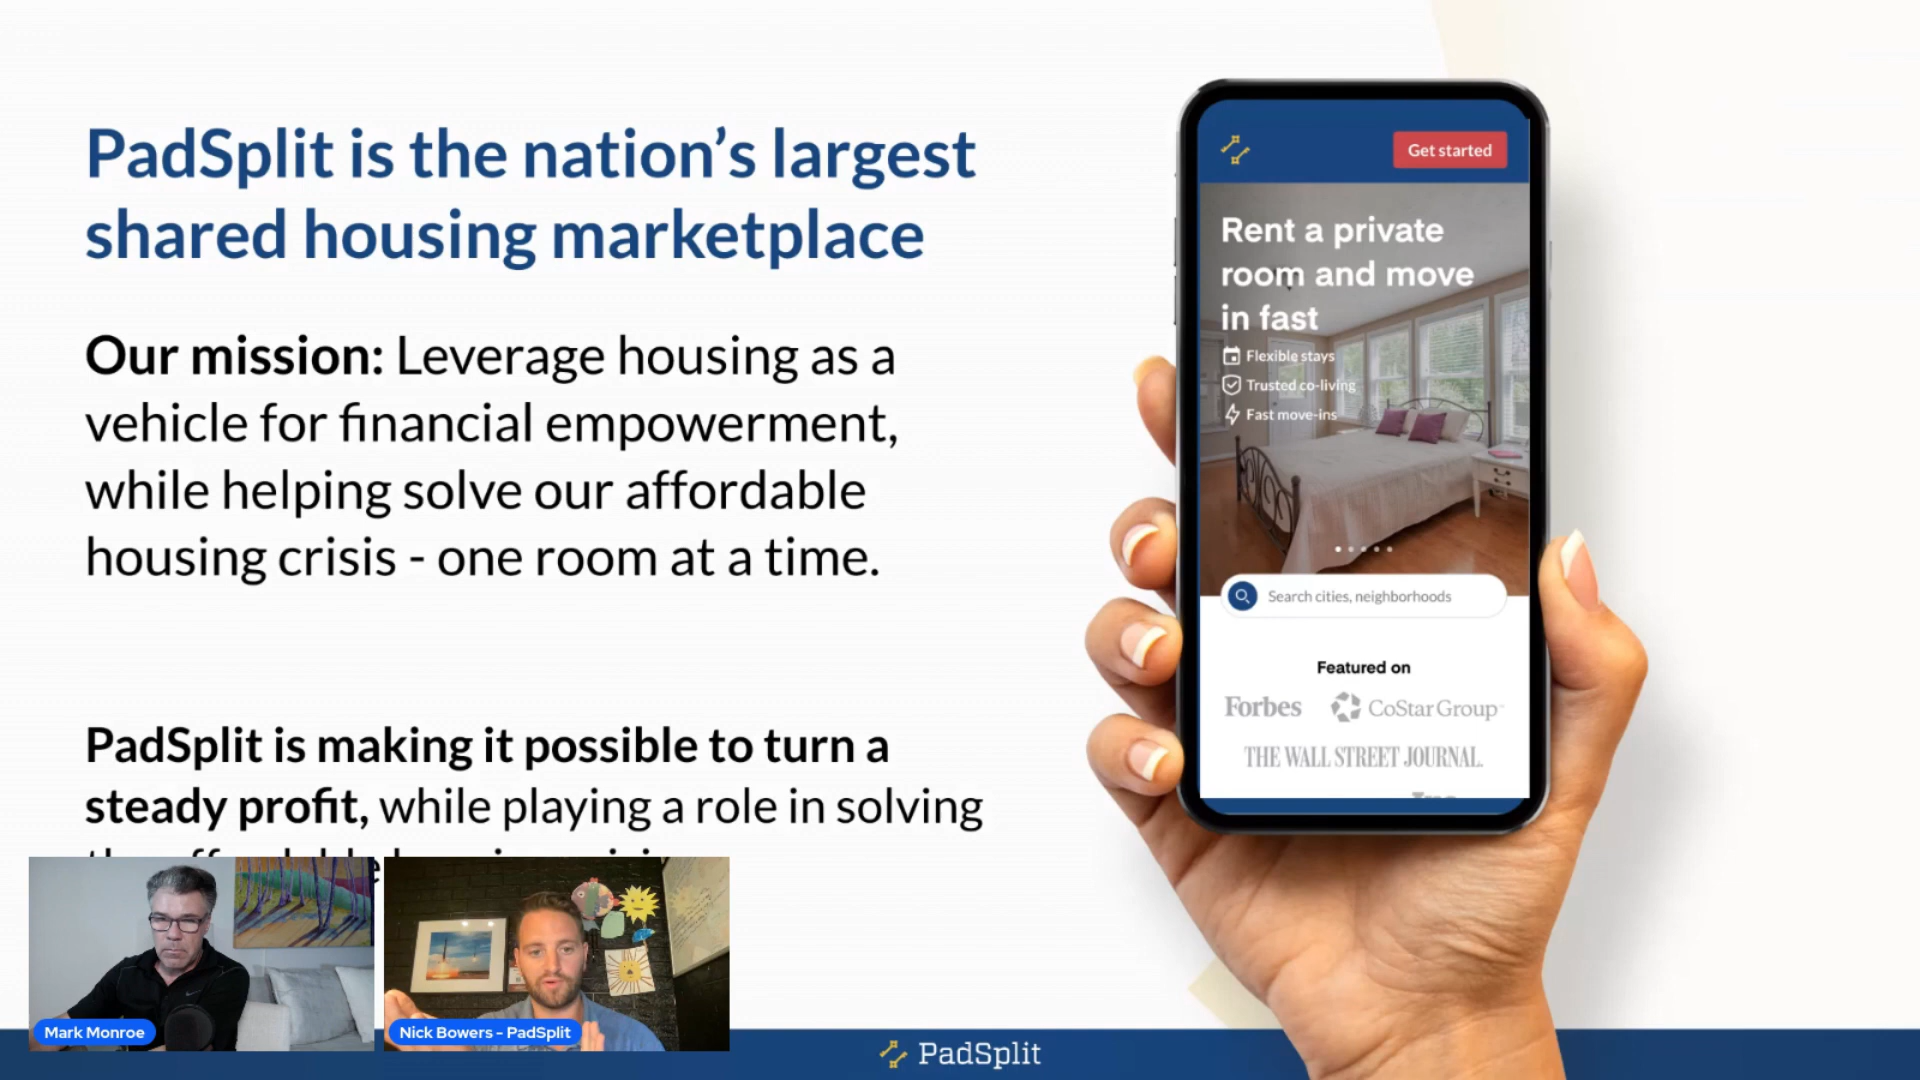 PadSplit is the nation's largest
shared housing marketplace
Our mission: Leverage housing as a
vehicle for financial empowerment,
while helping solve our affordable
housing crisis - one room at a time.
PadSplit is making it possible to turn a
steady profit, while playing a role in solving
Get started
Rent a private
room and move
in fast
Flexible stays
Trusted co-living
Fast move-ins
Search cities, neighborhoods
Featured on
Forbes
CoStar Group™
THE WALL STREET JOURNAL.
Mark Monroe
Nick Bowers - PadSplit
PadSplit